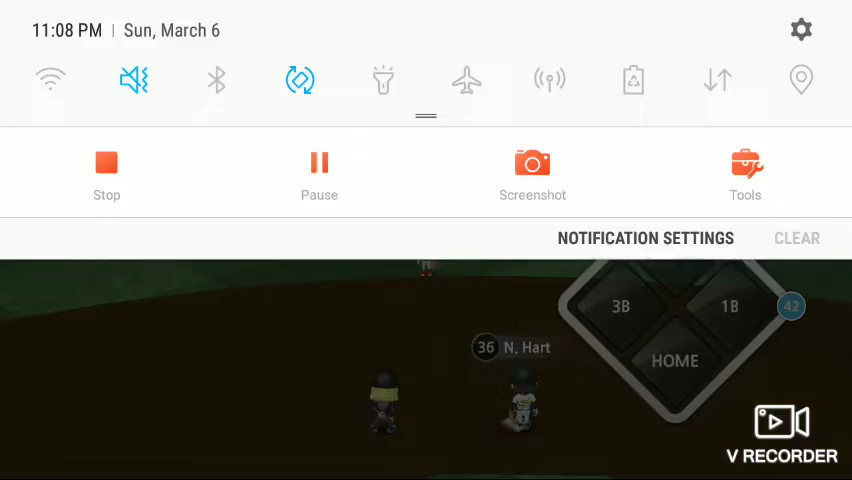 11:08 PM | Sun, March 6
Stop
Pause
Screenshot
Tools
NOTIFICATION SETTINGS
CLEAR
3B
1B
42
36 N. Hart
HOME
V RECORDER